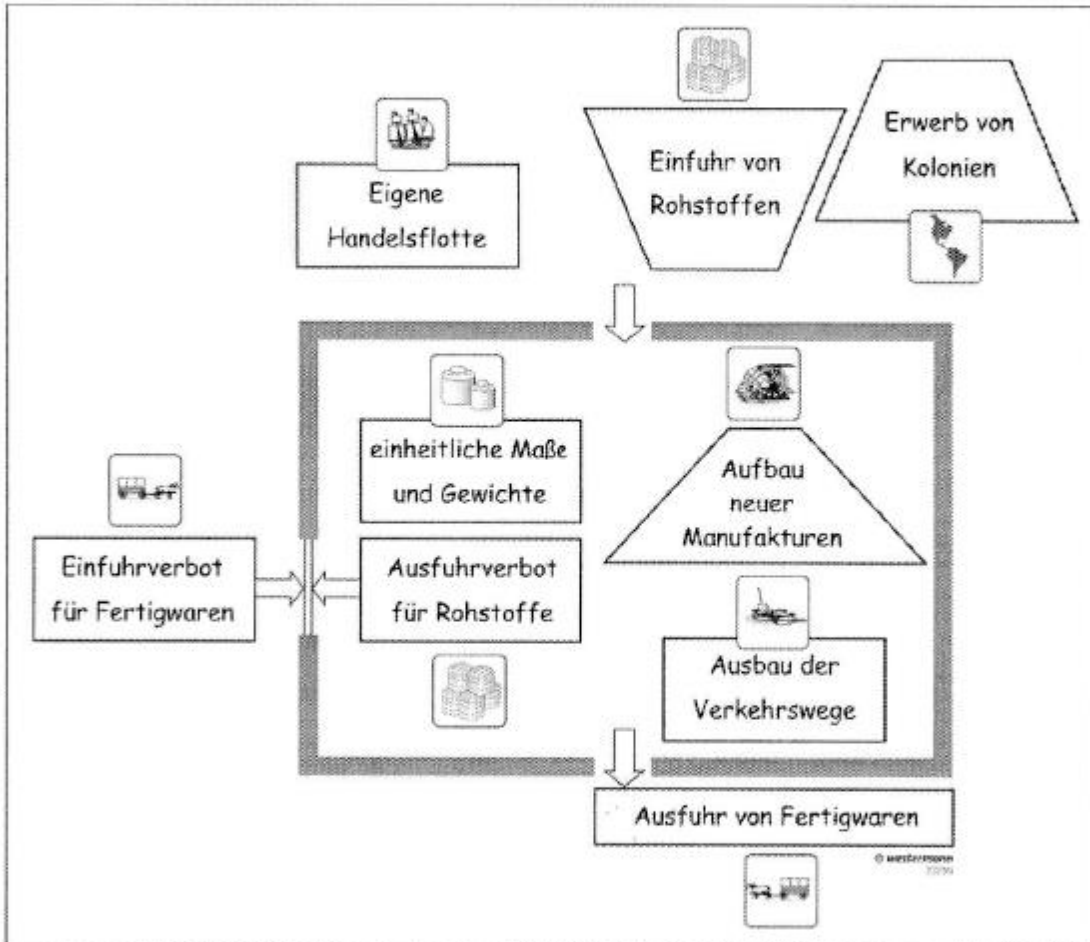 Eigene
Handelsflotte
Einfuhr von
Rohstoffen
Erwerb von
Kolonien
einheitliche Maße
und Gewichte
Aufbau
neuer
Manufakturen
Einfuhrverbot
für Fertigwaren
Ausfuhrverbot
für Rohstoffe
Ausbau der
Verkehrswege
Ausfuhr von Fertigwaren
© westermann